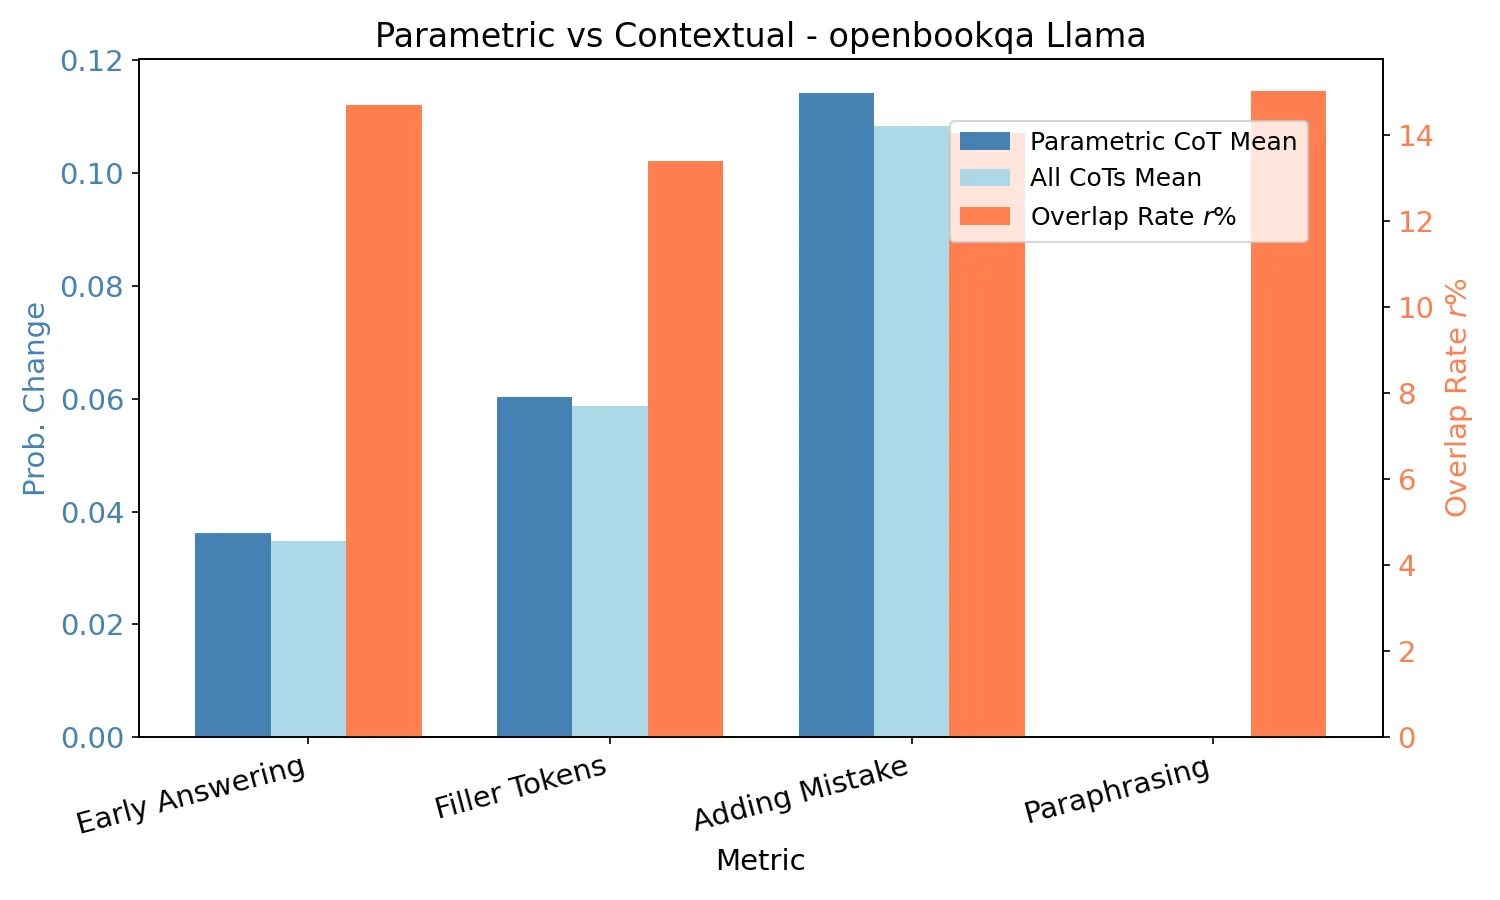 Parametric vs Contextual - openbookqa Llama
0.12
0.10
0.08
0.06
0.04
0.02
0.00
Prob. Change
Parametric CoT Mean
All CoTs Mean
Overlap Rate r%
14
12
10
8
6
4
2
0
Overlap Rate r%
Early Answering
Filler Tokens
Adding Mistake
Paraphrasing
Metric